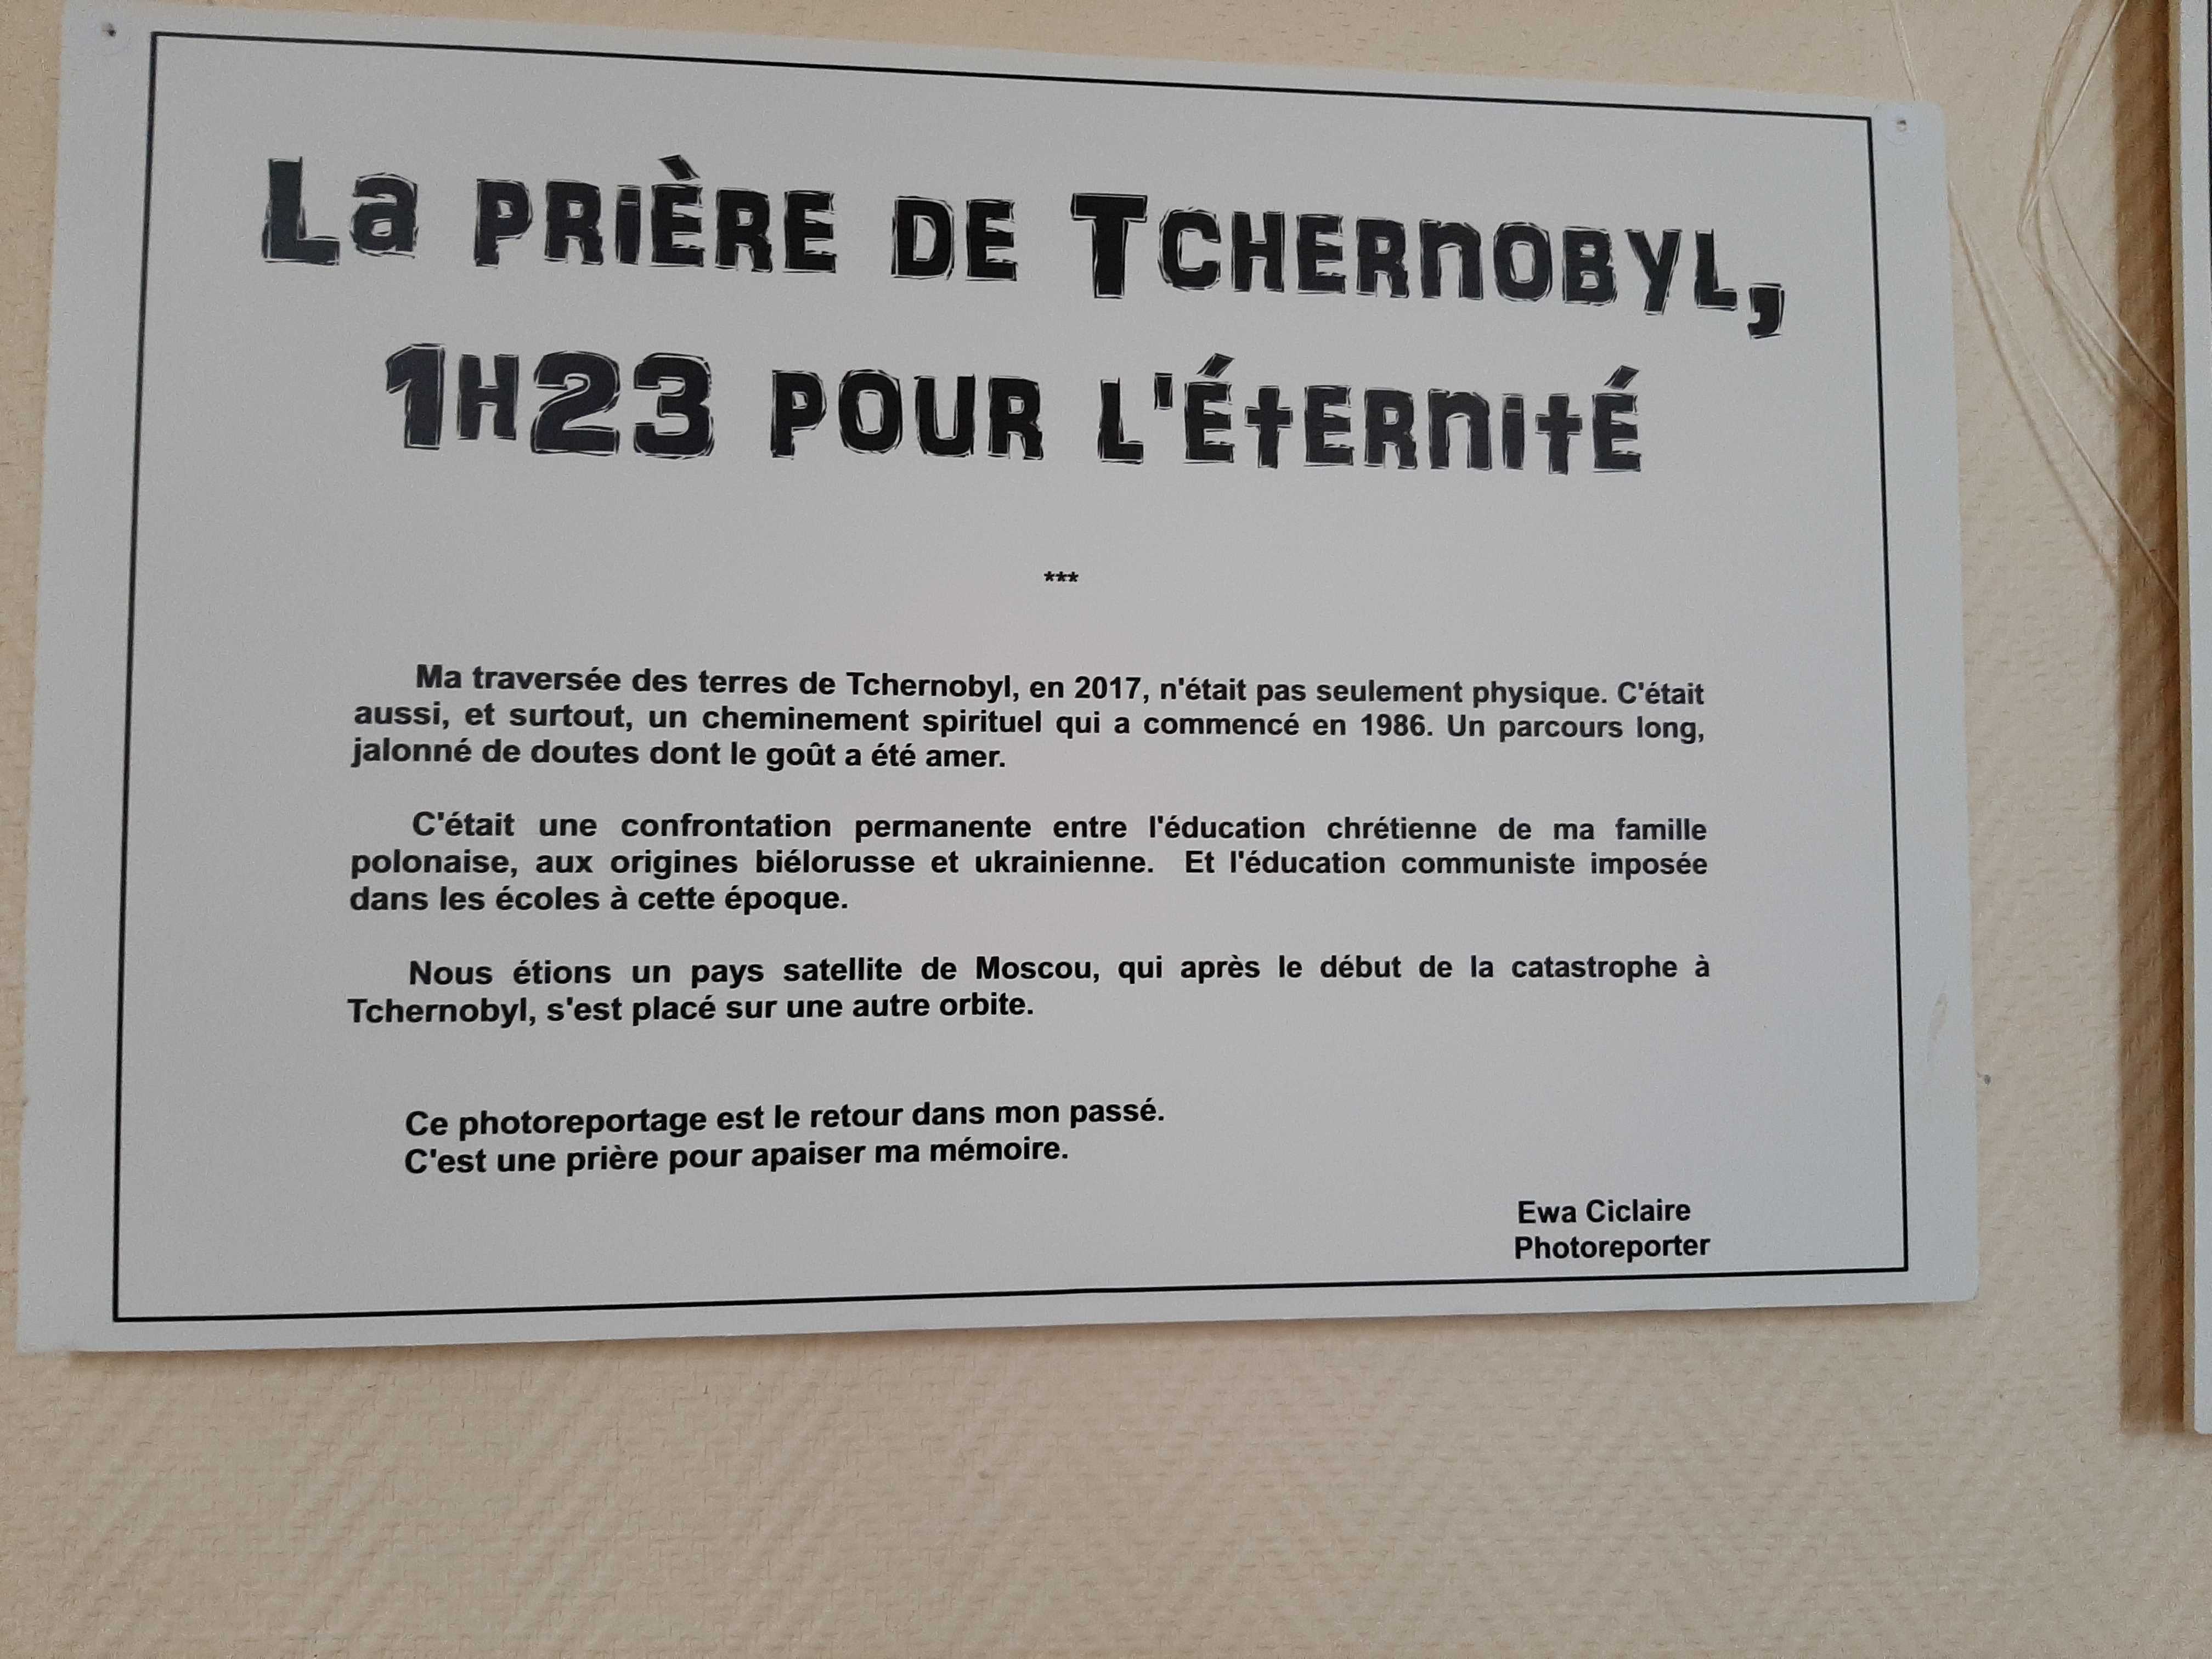 La prière de Tchernobyl,
1h23 pour l'éternité
***
Ma traversée des terres de Tchernobyl, en 2017, n'était pas seulement physique. C'était
aussi, et surtout, un cheminement spirituel qui a commencé en 1986. Un parcours long,
jalonné de doutes dont le goût a été amer.
C'était une confrontation permanente entre l'éducation chrétienne de ma famille
polonaise, aux origines biélorusse et ukrainienne. Et l'éducation communiste imposée
dans les écoles à cette époque.
Nous étions un pays satellite de Moscou, qui après le début de la catastrophe à
Tchernobyl, s'est placé sur une autre orbite.
Ce photoreportage est le retour dans mon passé.
C'est une prière pour apaiser ma mémoire.
Ewa Ciclaire
Photoreporter